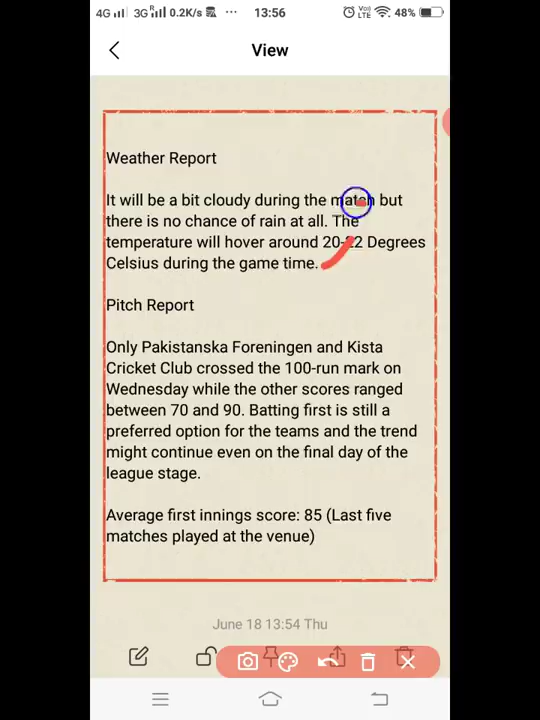 4G 3G R 0.2K/s ... 13:56 Vo) LTE 48%
View
Weather Report
It will be a bit cloudy during the match but
there is no chance of rain at all. The
temperature will hover around 20-22 Degrees
Celsius during the game time.
Pitch Report
Only Pakistanska Foreningen and Kista
Cricket Club crossed the 100-run mark on
Wednesday while the other scores ranged
between 70 and 90. Batting first is still a
preferred option for the teams and the trend
might continue even on the final day of the
league stage.
Average first innings score: 85 (Last five
matches played at the venue)
June 18 13:54 Thu